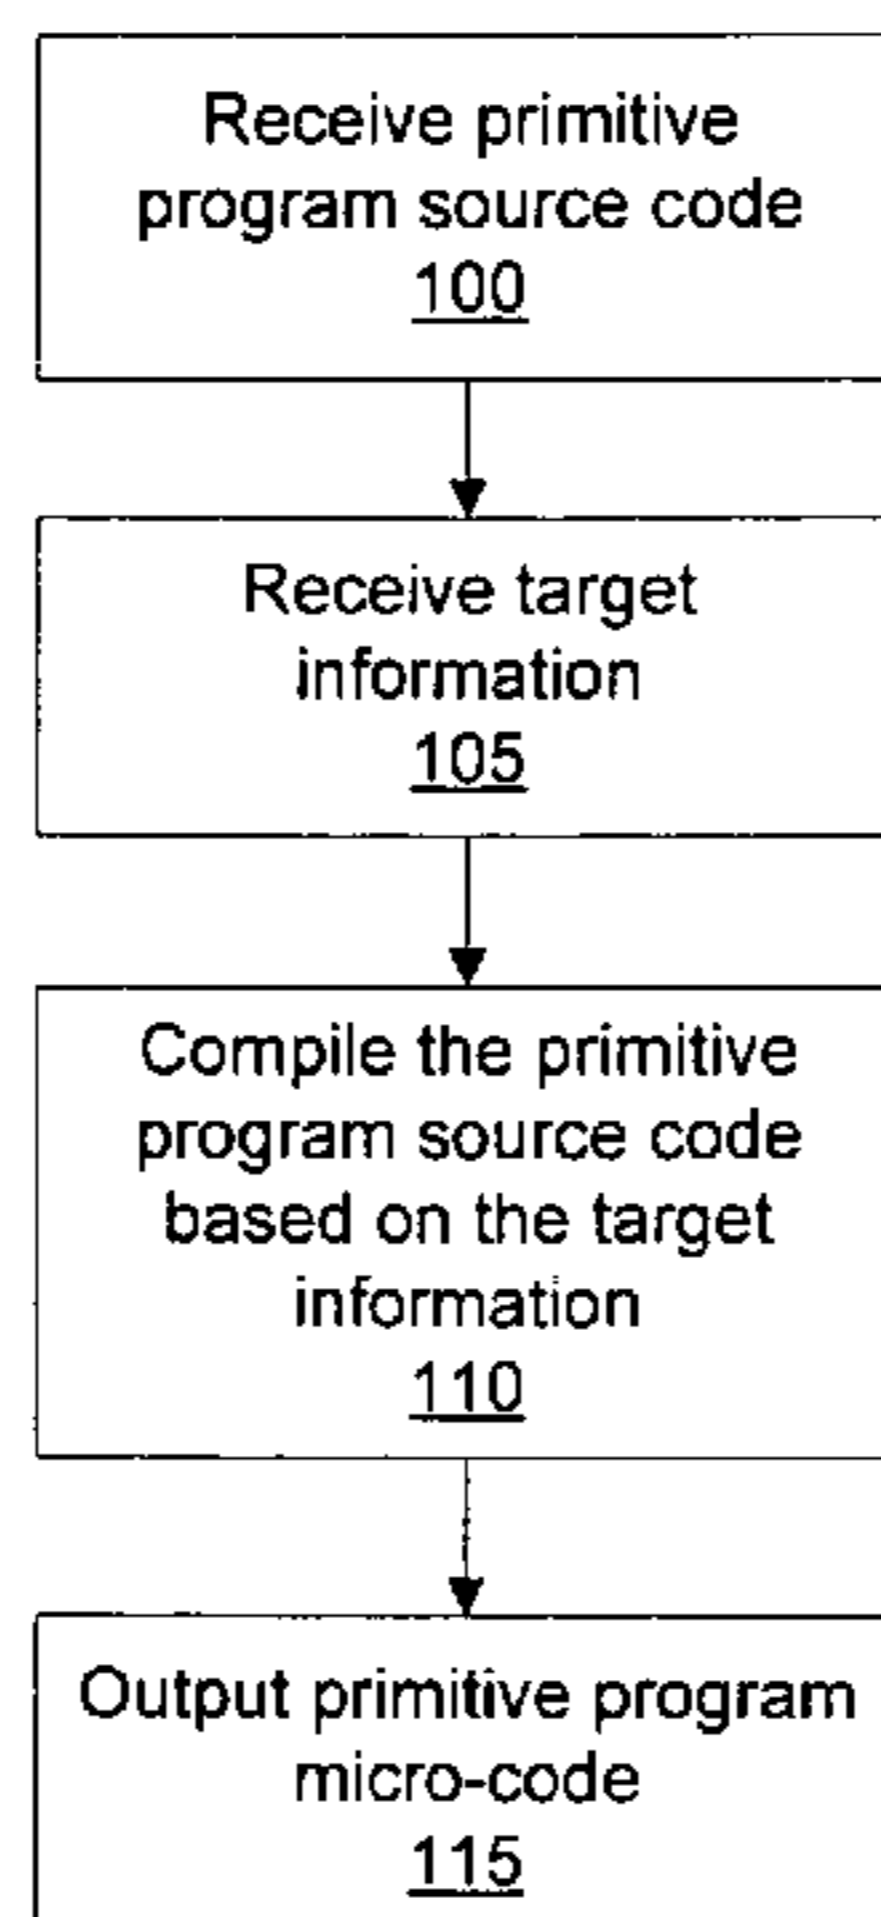 Receive primitive
program source code
100
Receive target
information
105
Compile the primitive
program source code
based on the target
information
110
Output primitive program
micro-code
115